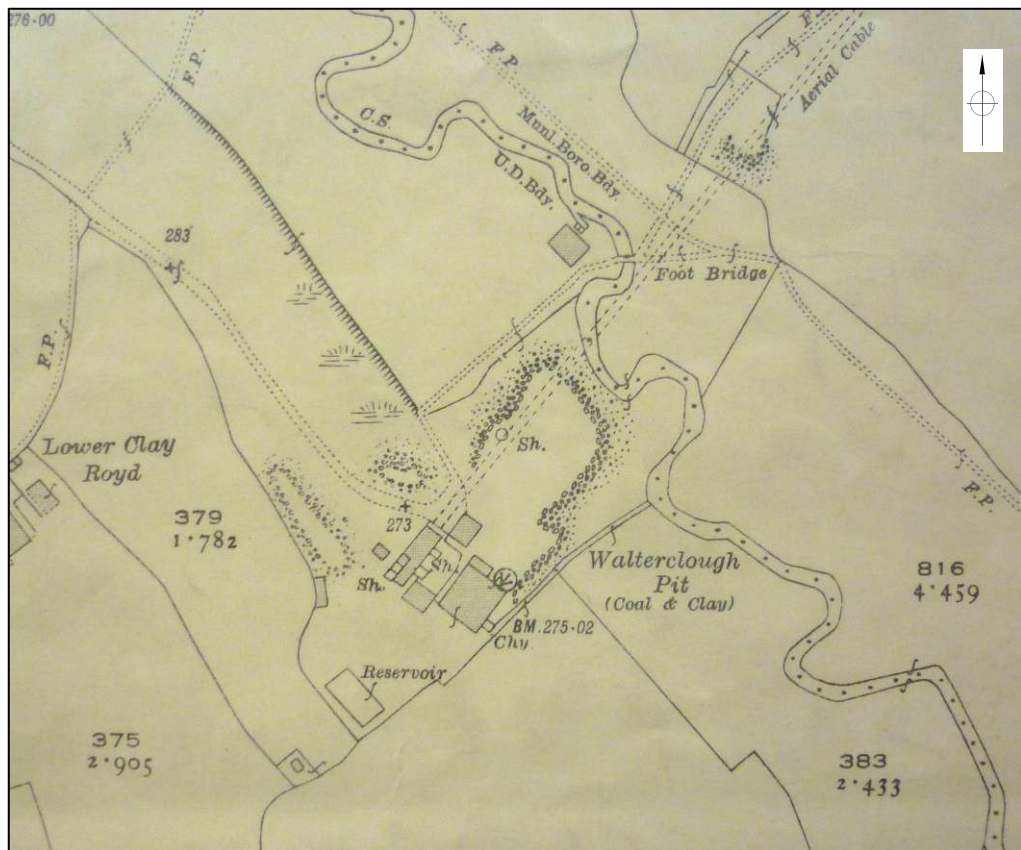 276·00
F.P.
F.P.
Aerial Cable
C.S.
Munl. Boro. Bdy.
U.D. Bdy.
283
Foot Bridge
F.P.
Sh.
Lower Clay
Royd
379
1·782
273
Sh.
Sh.
Walterclough
Pit
(Coal & Clay)
F.P.
816
4·459
BM. 275·02
Chy.
Reservoir
375
2·905
383
2·433